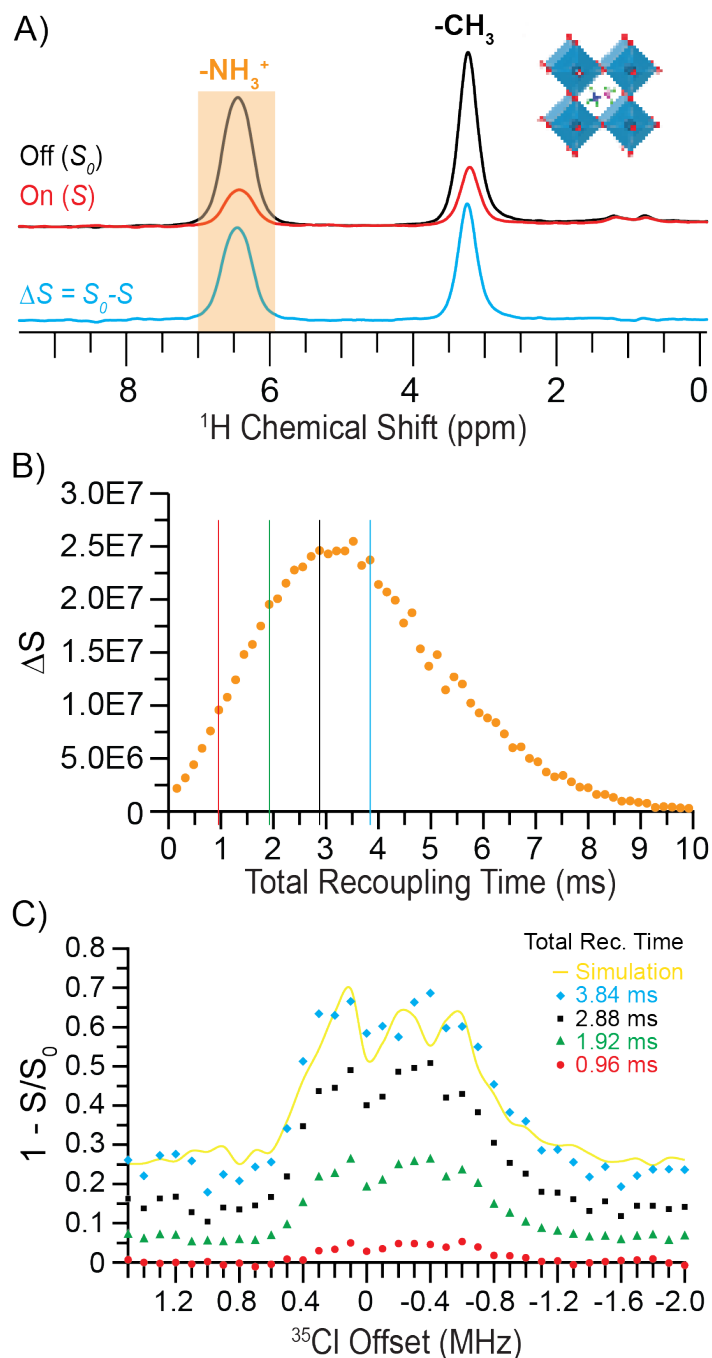 A)
-CH₃
-NH₃⁺
Off (S₀)
On (S)
ΔS = S₀-S
8 6 4 2 0
¹H Chemical Shift (ppm)
B)
3.0E7
2.5E7
2.0E7
1.5E7
1.0E7
5.0E6
0
ΔS
0 1 2 3 4 5 6 7 8 9 10
Total Recoupling Time (ms)
C)
0.8
0.7
0.6
0.5
0.4
0.3
0.2
0.1
0
1 - S/S₀
Total Rec. Time
Simulation
3.84 ms
2.88 ms
1.92 ms
0.96 ms
1.2 0.8 0.4 0 -0.4 -0.8 -1.2 -1.6 -2.0
³⁵Cl Offset (MHz)